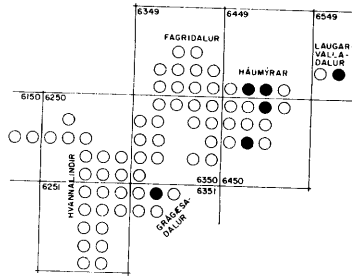 6349
6449
6549
FAGRIDALUR
HÁUMÝRAR
LAUGAR-
VALLA-
DALUR
6150
6250
HVANNALINDIR
6251
6350
6450
6351
GRÁGÆSA-
DALUR